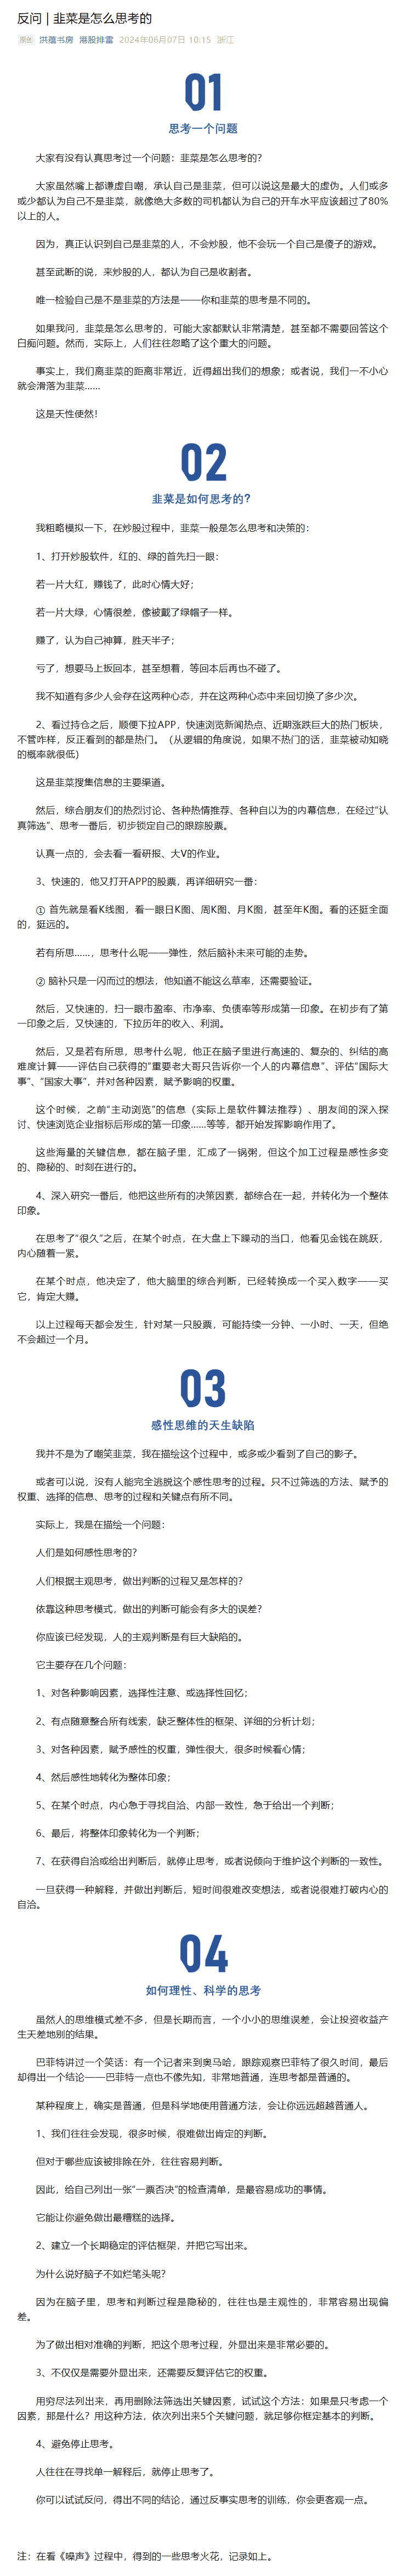 反问 | 韭菜是怎么思考的
原创 洪蕴书房 港股排雷 2024年06月07日 10:15 浙江
01
思考一个问题
大家有没有认真思考过一个问题：韭菜是怎么思考的？
大家虽然嘴上都谦虚自嘲，承认自己是韭菜，但可以说这是最大的虚伪。人们或多
或少都认为自己不是韭菜，就像绝大多数的司机都认为自己的开车水平应该超过了80%
以上的人。
因为，真正认识到自己是韭菜的人，不会炒股，他不会玩一个自己是傻子的游戏。
甚至武断的说，来炒股的人，都认为自己是收割者。
唯一检验自己是不是韭菜的方法是——你和韭菜的思考是不同的。
如果我问，韭菜是怎么思考的，可能大家都默认非常清楚，甚至都不需要回答这个
白痴问题。然而，实际上，人们往往忽略了这个重大的问题。
事实上，我们离韭菜的距离非常近，近得超出我们的想象；或者说，我们一不小心
就会滑落为韭菜……
这是天性使然！
02
韭菜是如何思考的？
我粗略模拟一下，在炒股过程中，韭菜一般是怎么思考和决策的：
1、打开炒股软件，红的、绿的首先扫一眼：
若一片大红，赚钱了，此时心情大好；
若一片大绿，心情很差，像被戴了绿帽子一样。
赚了，认为自己神算，胜天半子；
亏了，想要马上扳回本，甚至想着，等回本后再也不碰了。
我不知道有多少人会存在这两种心态，并在这两种心态中来回切换了多少次。
2、看过持仓之后，顺便下拉APP，快速浏览新闻热点、近期涨跌巨大的热门板块，
不管咋样，反正看到的都是热门。（从逻辑的角度说，如果不热门的话，韭菜被动知晓
的概率就很低）
这是韭菜搜集信息的主要渠道。
然后，综合朋友们的热烈讨论、各种热情推荐、各种自以为的内幕信息，在经过“认
真筛选”、思考一番后，初步锁定自己的跟踪股票。
认真一点的，会去看一看研报、大V的作业。
3、快速的，他又打开APP的股票，再详细研究一番：
① 首先就是看K线图，看一眼日K图、周K图、月K图，甚至年K图。看的还挺全面
的，挺远的。
若有所思……，思考什么呢——弹性，然后脑补未来可能的走势。
② 脑补只是一闪而过的想法，他知道不能这么草率，还需要验证。
然后，又快速的，扫一眼市盈率、市净率、负债率等形成第一印象。在初步有了第
一印象之后，又快速的，下拉历年的收入、利润。
然后，又是若有所思，思考什么呢，他正在脑子里进行高速的、复杂的、纠结的高
难度计算——评估自己获得的“重要老大哥只告诉你一个人的内幕信息”、评估“国际大
事”、“国家大事”，并对各种因素，赋予影响的权重。
这个时候，之前“主动浏览”的信息（实际上是软件算法推荐）、朋友间的深入探
讨、快速浏览企业指标后形成的第一印象……等等，都开始发挥影响作用了。
这些海量的关键信息，都在脑子里，汇成了一锅粥，但这个加工过程是感性多变
的、隐秘的、时刻在进行的。
4、深入研究一番后，他把这些所有的决策因素，都综合在一起，并转化为一个整体
印象。
在思考了“很久”之后，在某个时点，在大盘上下躁动的当口，他看见金钱在跳跃，
内心随着一紧。
在某个时点，他决定了，他大脑里的综合判断，已经转换成一个买入数字——买
它，肯定大赚。
以上过程每天都会发生，针对某一只股票，可能持续一分钟、一小时、一天，但绝
不会超过一个月。
03
感性思维的天生缺陷
我并不是为了嘲笑韭菜，我在描绘这个过程中，或多或少看到了自己的影子。
或者可以说，没有人能完全逃脱这个感性思考的过程。只不过筛选的方法、赋予的
权重、选择的信息、思考的过程和关键点有所不同。
实际上，我是在描绘一个问题：
人们是如何感性思考的？
人们根据主观思考，做出判断的过程又是怎样的？
依靠这种思考模式，做出的判断可能会有多大的误差？
你应该已经发现，人的主观判断是有巨大缺陷的。
它主要存在几个问题：
1、对各种影响因素，选择性注意、或选择性回忆；
2、有点随意整合所有线索，缺乏整体性的框架、详细的分析计划；
3、对各种因素，赋予感性的权重，弹性很大，很多时候看心情；
4、然后感性地转化为整体印象；
5、在某个时点，内心急于寻找自洽、内部一致性，急于给出一个判断；
6、最后，将整体印象转化为一个判断；
7、在获得自洽或给出判断后，就停止思考，或者说倾向于维护这个判断的一致性。
一旦获得一种解释，并做出判断后，短时间很难改变想法，或者说很难打破内心的
自洽。
04
如何理性、科学的思考
虽然人的思维模式差不多，但是长期而言，一个小小的思维误差，会让投资收益产
生天差地别的结果。
巴菲特讲过一个笑话：有一个记者来到奥马哈，跟踪观察巴菲特了很久时间，最后
却得出一个结论——巴菲特一点也不像先知，非常地普通，连思考都是普通的。
某种程度上，确实是普通，但是科学地使用普通方法，会让你远远超越普通人。
1、我们往往会发现，很多时候，很难做出肯定的判断。
但对于哪些应该被排除在外，往往容易判断。
因此，给自己列出一张“一票否决”的检查清单，是最容易成功的事情。
它能让你避免做出最糟糕的选择。
2、建立一个长期稳定的评估框架，并把它写出来。
为什么说好脑子不如烂笔头呢？
因为在脑子里，思考和判断过程是隐秘的，往往也是主观性的，非常容易出现偏
差。
为了做出相对准确的判断，把这个思考过程，外显出来是非常必要的。
3、不仅仅是需要外显出来，还需要反复评估它的权重。
用穷尽法列出来，再用删除法筛选出关键因素，试试这个方法：如果是只考虑一个
因素，那是什么？用这种方法，依次列出来5个关键问题，就足够你框定基本的判断。
4、避免停止思考。
人往往在寻找单一解释后，就停止思考了。
你可以试试反问，得出不同的结论，通过反事实思考的训练，你会更客观一点。
注：在看《噪声》过程中，得到的一些思考火花，记录如上。